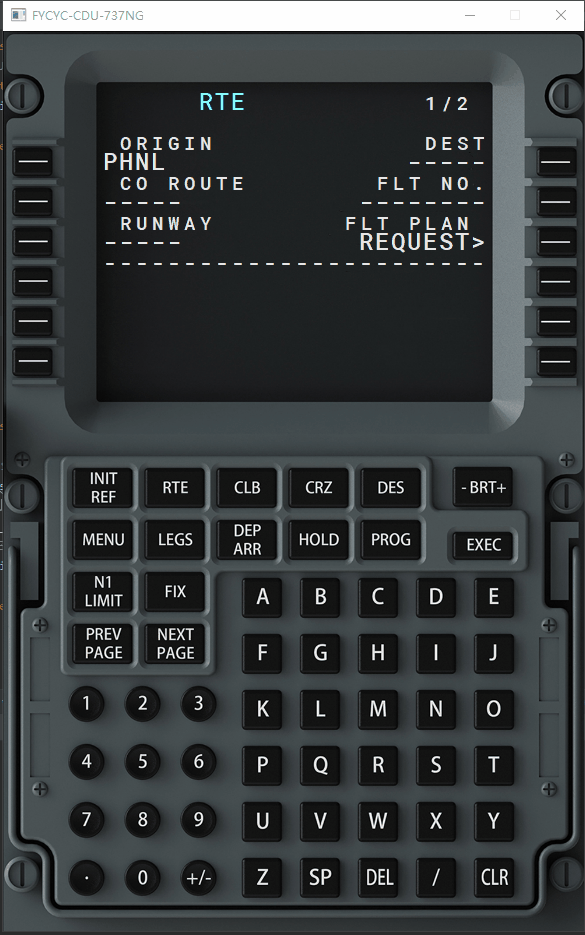 FYCYC-CDU-737NG
RTE 1/2
ORIGIN DEST
PHNL -----
CO ROUTE FLT NO.
----- --------
RUNWAY FLT PLAN
----- REQUEST>
------------------------
INIT REF RTE CLB CRZ DES - BRT+
MENU LEGS DEP ARR HOLD PROG EXEC
N1 LIMIT FIX
PREV PAGE NEXT PAGE
A B C D E
F G H I J
1 2 3 K L M N O
4 5 6 P Q R S T
7 8 9 U V W X Y
. 0 +/- Z SP DEL / CLR